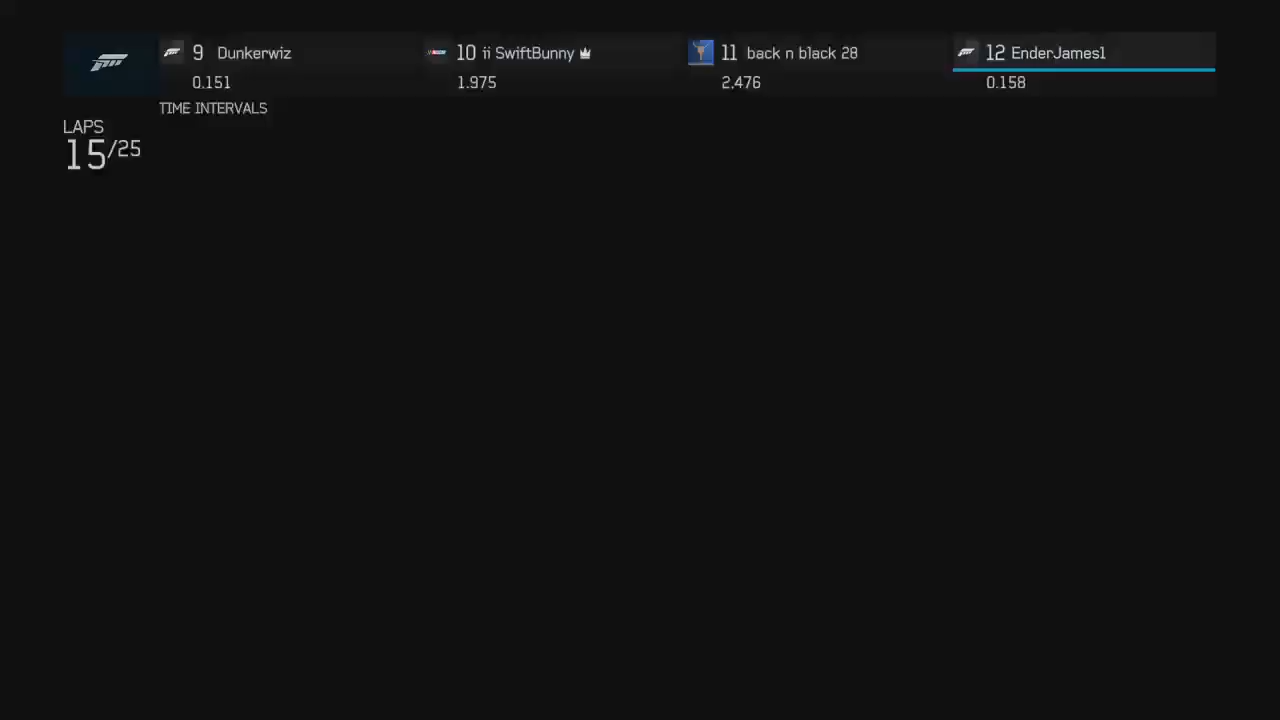 9 Dunkerwiz
0.151
10 ii SwiftBunny
1.975
11 back n black 28
2.476
12 EnderJames1
0.158
TIME INTERVALS
LAPS
15/25